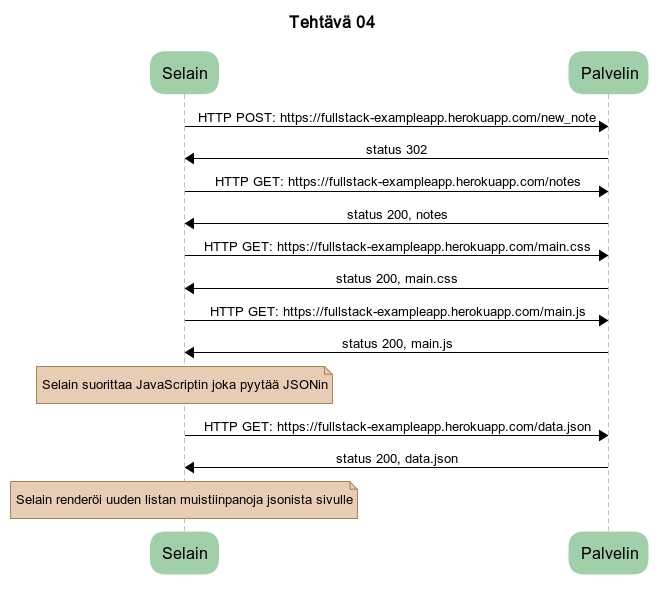 Tehtävä 04
Selain
Palvelin
HTTP POST: https://fullstack-exampleapp.herokuapp.com/new_note
status 302
HTTP GET: https://fullstack-exampleapp.herokuapp.com/notes
status 200, notes
HTTP GET: https://fullstack-exampleapp.herokuapp.com/main.css
status 200, main.css
HTTP GET: https://fullstack-exampleapp.herokuapp.com/main.js
status 200, main.js
Selain suorittaa JavaScriptin joka pyytää JSONin
HTTP GET: https://fullstack-exampleapp.herokuapp.com/data.json
status 200, data.json
Selain renderöi uuden listan muistiinpanoja jsonista sivulle
Selain
Palvelin